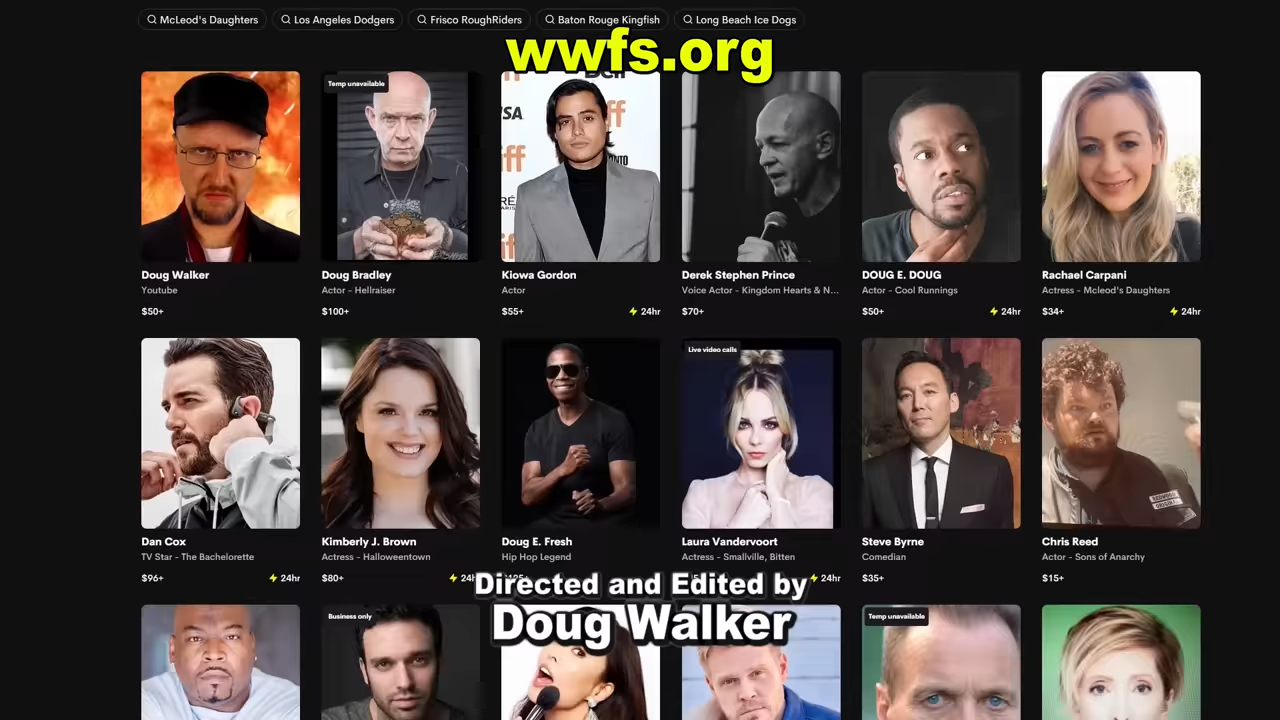 McLeod's Daughters
Los Angeles Dodgers
Frisco RoughRiders
Baton Rouge Kingfish
Long Beach Ice Dogs
wwfs.org
Temp unavailable
Doug Walker
Youtube
$50+
Doug Bradley
Actor - Hellraiser
$100+
Kiowa Gordon
Actor
$55+
24hr
Derek Stephen Prince
Voice Actor - Kingdom Hearts & N...
$70+
DOUG E. DOUG
Actor - Cool Runnings
$50+
24hr
Rachael Carpani
Actress - Mcleod's Daughters
$34+
24hr
Live video calls
Dan Cox
TV Star - The Bachelorette
$96+
24hr
Kimberly J. Brown
Actress - Halloweentown
$80+
Doug E. Fresh
Hip Hop Legend
Laura Vandervoort
Actress - Smallville, Bitten
24hr
Steve Byrne
Comedian
$35+
Chris Reed
Actor - Sons of Anarchy
$15+
Directed and Edited by
Doug Walker
Business only
Temp unavailable